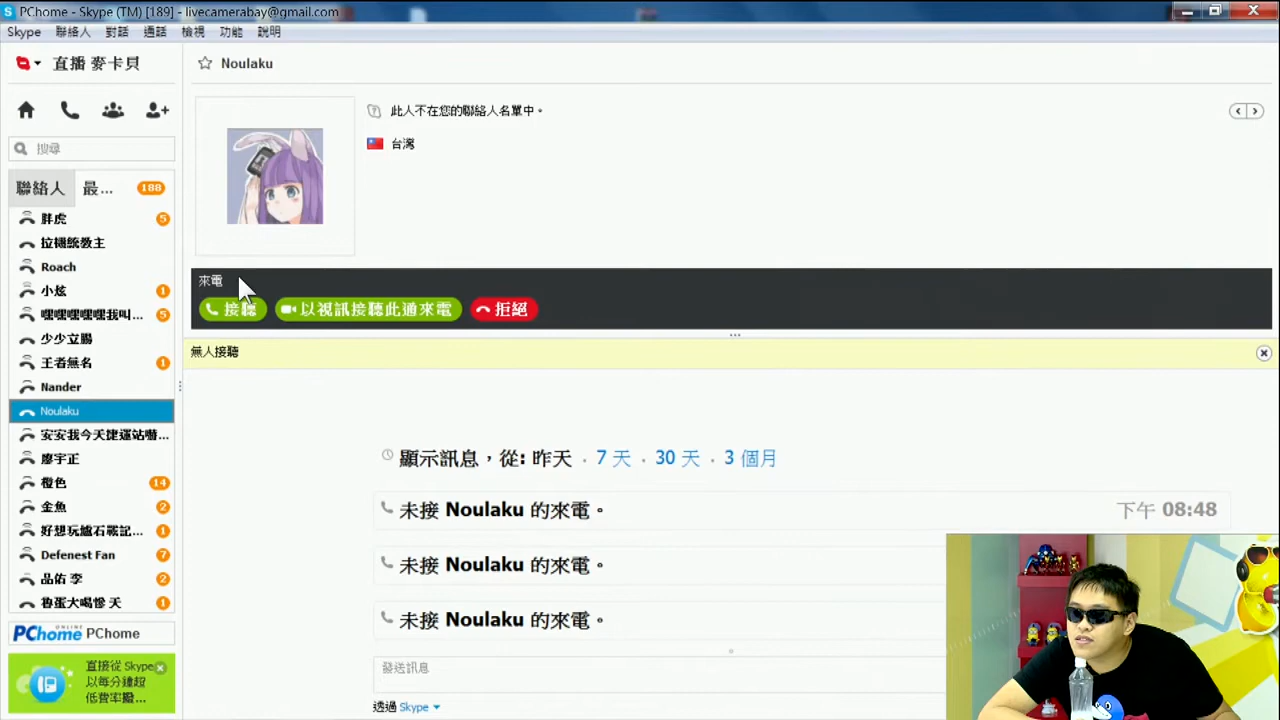 PChome - Skype (TM) [189] - livecamerabay@gmail.com
Skype 聯絡人 對話 通話 檢視 功能 說明
直播 麥卡貝
Noulaku
此人不在您的聯絡人名單中。
台灣
搜尋
聯絡人 最... 188
胖虎 5
拉機統教主
Roach
小炫 1
嘿嘿嘿嘿嘿我叫... 5
少少立腸
王者無名 1
Nander
Noulaku
安安我今天捷運站嚇...
廖宇正
橙色 14
金魚 2
好想玩爐石戰記... 1
Defenest Fan 7
品佑 李 2
魯蛋大喝慘 天 1
來電
接聽 以視訊接聽此通來電 拒絕
無人接聽
顯示訊息，從: 昨天 · 7 天 · 30 天 · 3 個月
未接 Noulaku 的來電。 下午 08:48
未接 Noulaku 的來電。
未接 Noulaku 的來電。
發送訊息
透過 Skype
PChome ONLINE PChome
直接從 Skype
以每分鐘超
低費率撥...